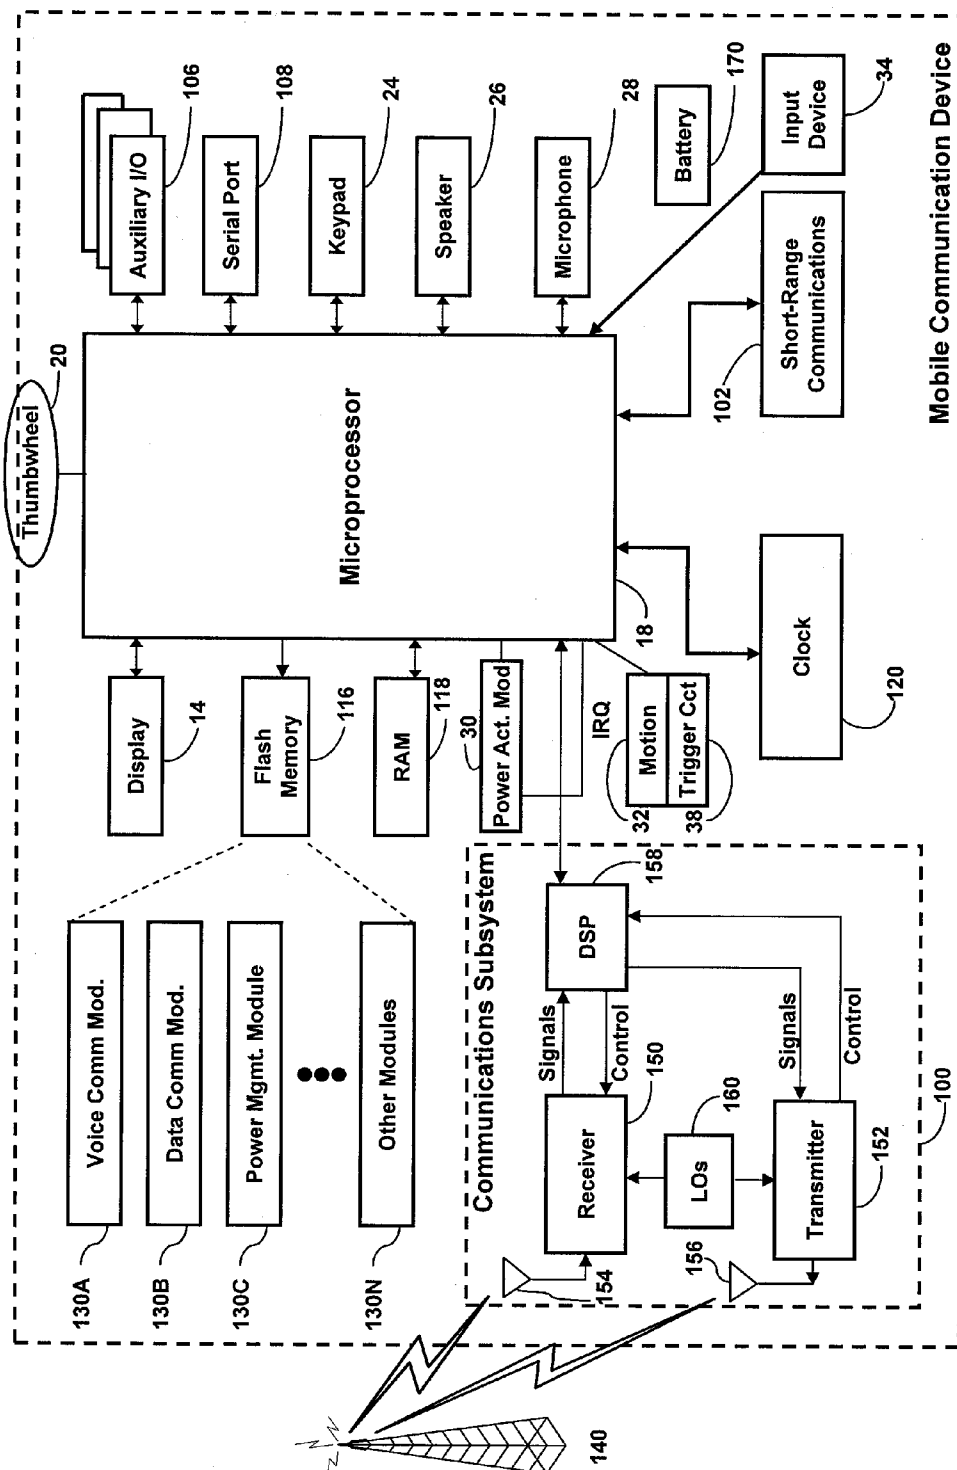 Thumbwheel
20
130A
Voice Comm Mod.
130B
Data Comm Mod.
130C
Power Mgmt. Module
130N
Other Modules
Display
14
Flash
Memory
116
RAM
118
30
Power Act. Mod
IRQ
Motion
Trigger Cct
32
38
Microprocessor
18
Auxiliary I/O
106
Serial Port
108
Keypad
24
Speaker
26
Microphone
28
Battery
170
Input
Device
34
Short-Range
Communications
102
Clock
120
Communications Subsystem
DSP
158
Signals
Control
Receiver
150
154
LOs
160
Signals
Control
Transmitter
152
156
100
140
Mobile Communication Device